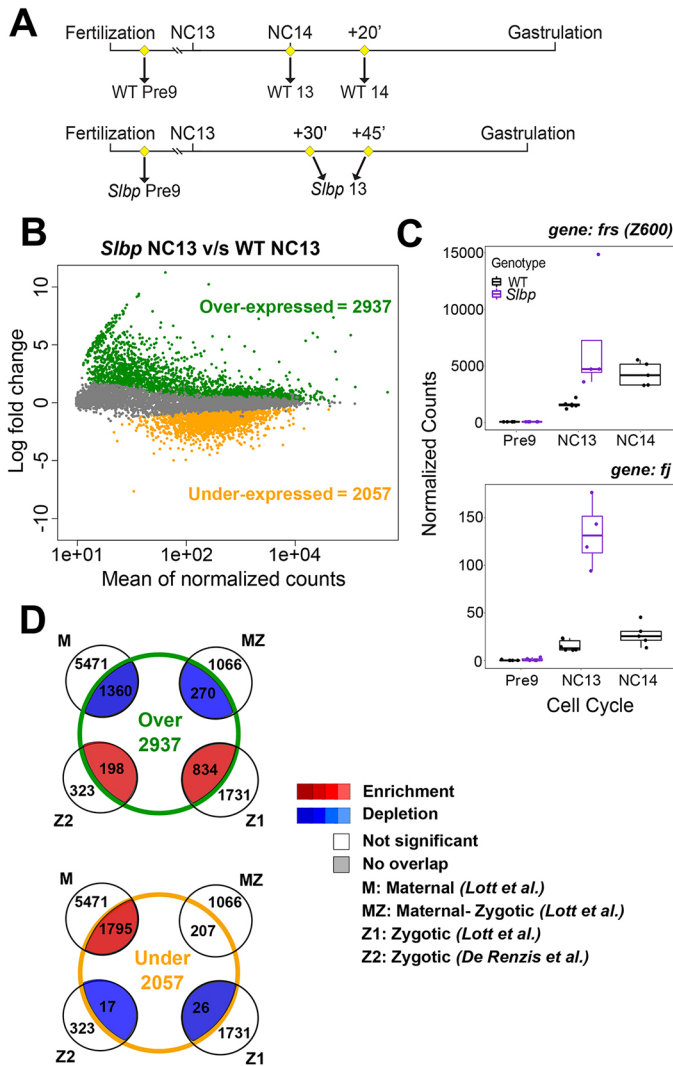 A
Fertilization NC13 NC14 +20' Gastrulation
WT Pre9 WT 13 WT 14
Fertilization NC13 +30' +45' Gastrulation
Slbp Pre9 Slbp 13
B
Slbp NC13 v/s WT NC13
Over-expressed = 2937
Under-expressed = 2057
Log fold change
10
5
0
-5
-10
1e+01 1e+02 1e+04
Mean of normalized counts
C
gene: frs (Z600)
Genotype
WT
Slbp
15000
10000
5000
0
Pre9 NC13 NC14
Normalized Counts
gene: fj
150
100
50
0
Pre9 NC13 NC14
Cell Cycle
D
M MZ
5471 1066
1360 270
Over
2937
198 834
323 1731
Z2 Z1
M MZ
5471 1066
1795 207
Under
2057
17 26
323 1731
Z2 Z1
Enrichment
Depletion
Not significant
No overlap
M: Maternal (Lott et al.)
MZ: Maternal- Zygotic (Lott et al.)
Z1: Zygotic (Lott et al.)
Z2: Zygotic (De Renzis et al.)